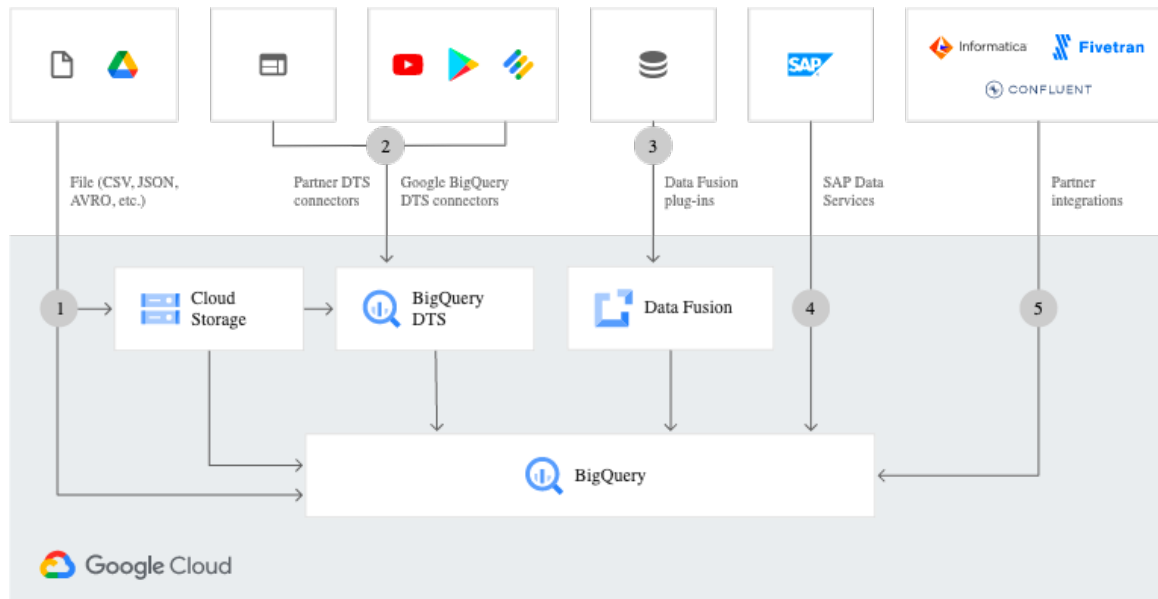 SAP
Informatica
Fivetran
CONFLUENT
2
3
File (CSV, JSON,
AVRO, etc.)
Partner DTS
connectors
Google BigQuery
DTS connectors
Data Fusion
plug-ins
SAP Data
Services
Partner
integrations
1
Cloud
Storage
BigQuery
DTS
Data Fusion
4
5
BigQuery
Google Cloud